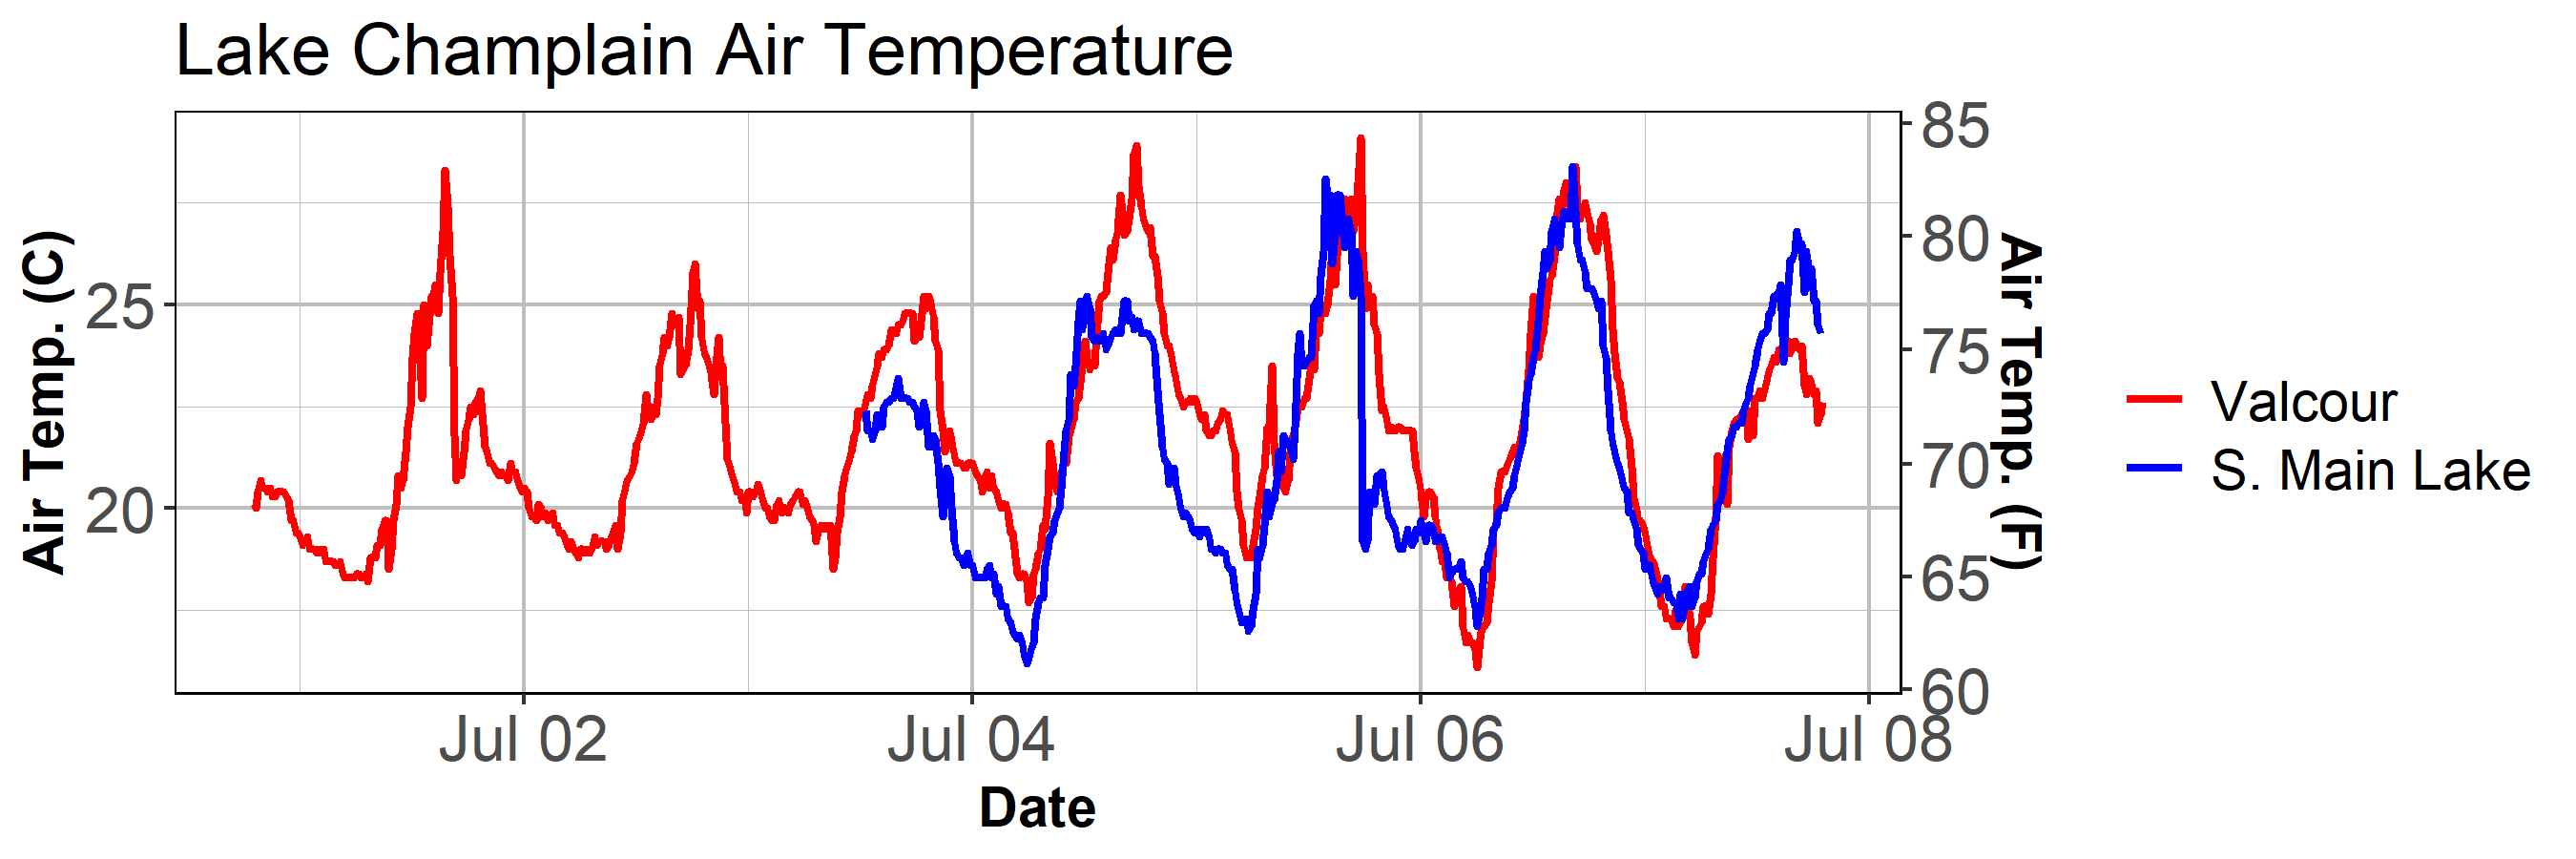 Lake Champlain Air Temperature
Air Temp. (C)
25
20
85
80
75
70
65
60
Air Temp. (F)
Jul 02
Jul 04
Jul 06
Jul 08
Date
Valcour
S. Main Lake